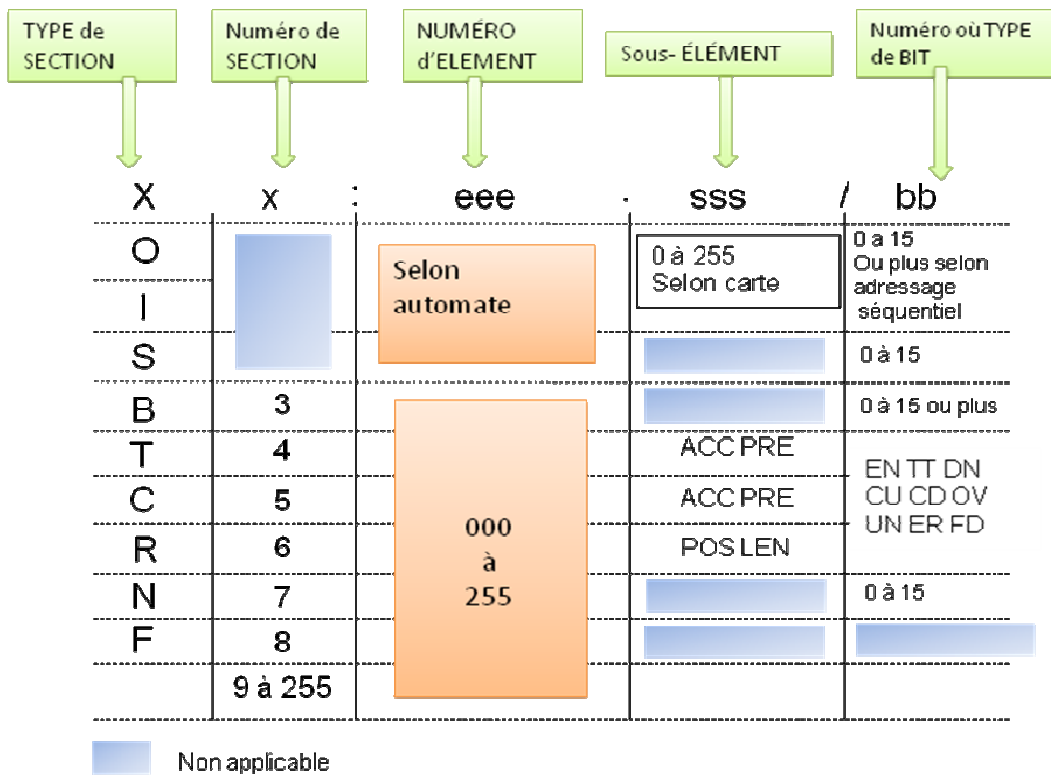 TYPE de
SECTION
Numéro de
SECTION
NUMÉRO
d'ELEMENT
Sous- ÉLÉMENT
Numéro où TYPE
de BIT
X x : eee . sss / bb
O
I
S
B
T
C
R
N
F
3
4
5
6
7
8
9 à 255
Selon
automate
000
à
255
0 à 255
Selon carte
ACC PRE
ACC PRE
POS LEN
0 a 15
Ou plus selon
adressage
séquentiel
0 à 15
0 à 15 ou plus
EN TT DN
CU CD OV
UN ER FD
0 à 15
Non applicable